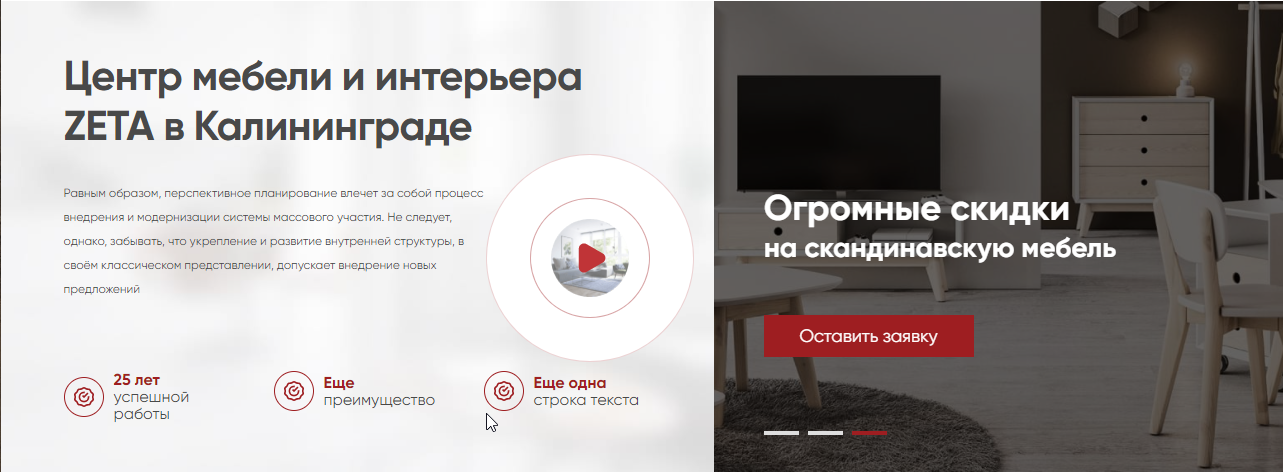 Центр мебели и интерьера
ZETA в Калининграде
Равным образом, перспективное планирование влечет за собой процесс
внедрения и модернизации системы массового участия. Не следует,
однако, забывать, что укрепление и развитие внутренней структуры, в
своём классическом представлении, допускает внедрение новых
предложений
25 лет
успешной
работы
Еще
преимущество
Еще одна
строка текста
Огромные скидки
на скандинавскую мебель
Оставить заявку